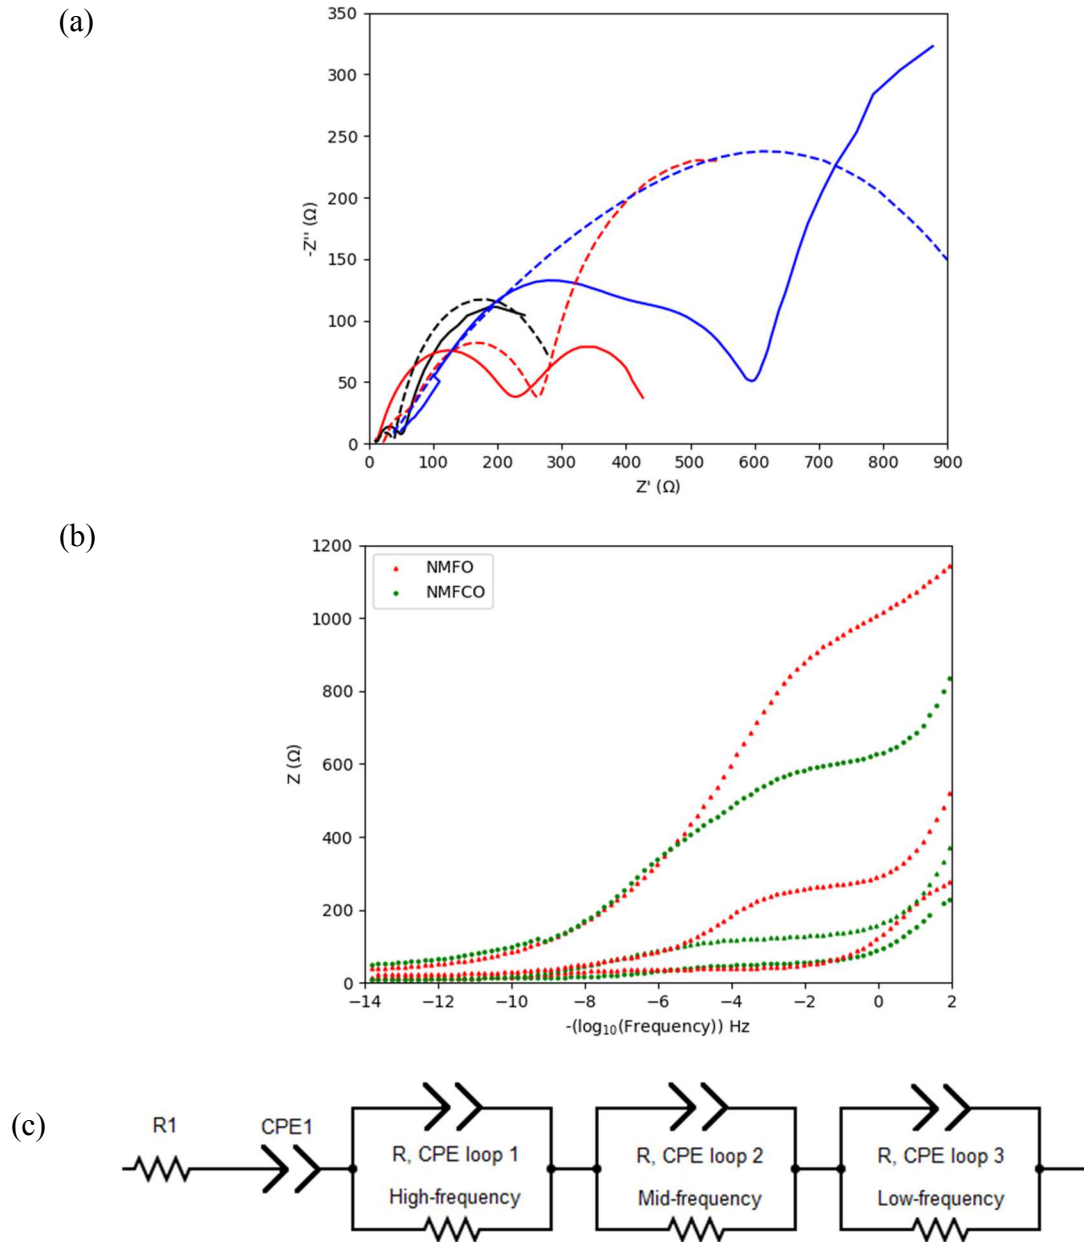 (a)
350
300
250
200
150
100
50
0
-Z'' (Ω)
0 100 200 300 400 500 600 700 800 900
Z' (Ω)
(b)
1200
1000
800
600
400
200
0
Z (Ω)
NMFO
NMFCO
−14 −12 −10 −8 −6 −4 −2 0 2
-(log₁₀(Frequency)) Hz
(c)
R1 CPE1
R, CPE loop 1 R, CPE loop 2 R, CPE loop 3
High-frequency Mid-frequency Low-frequency